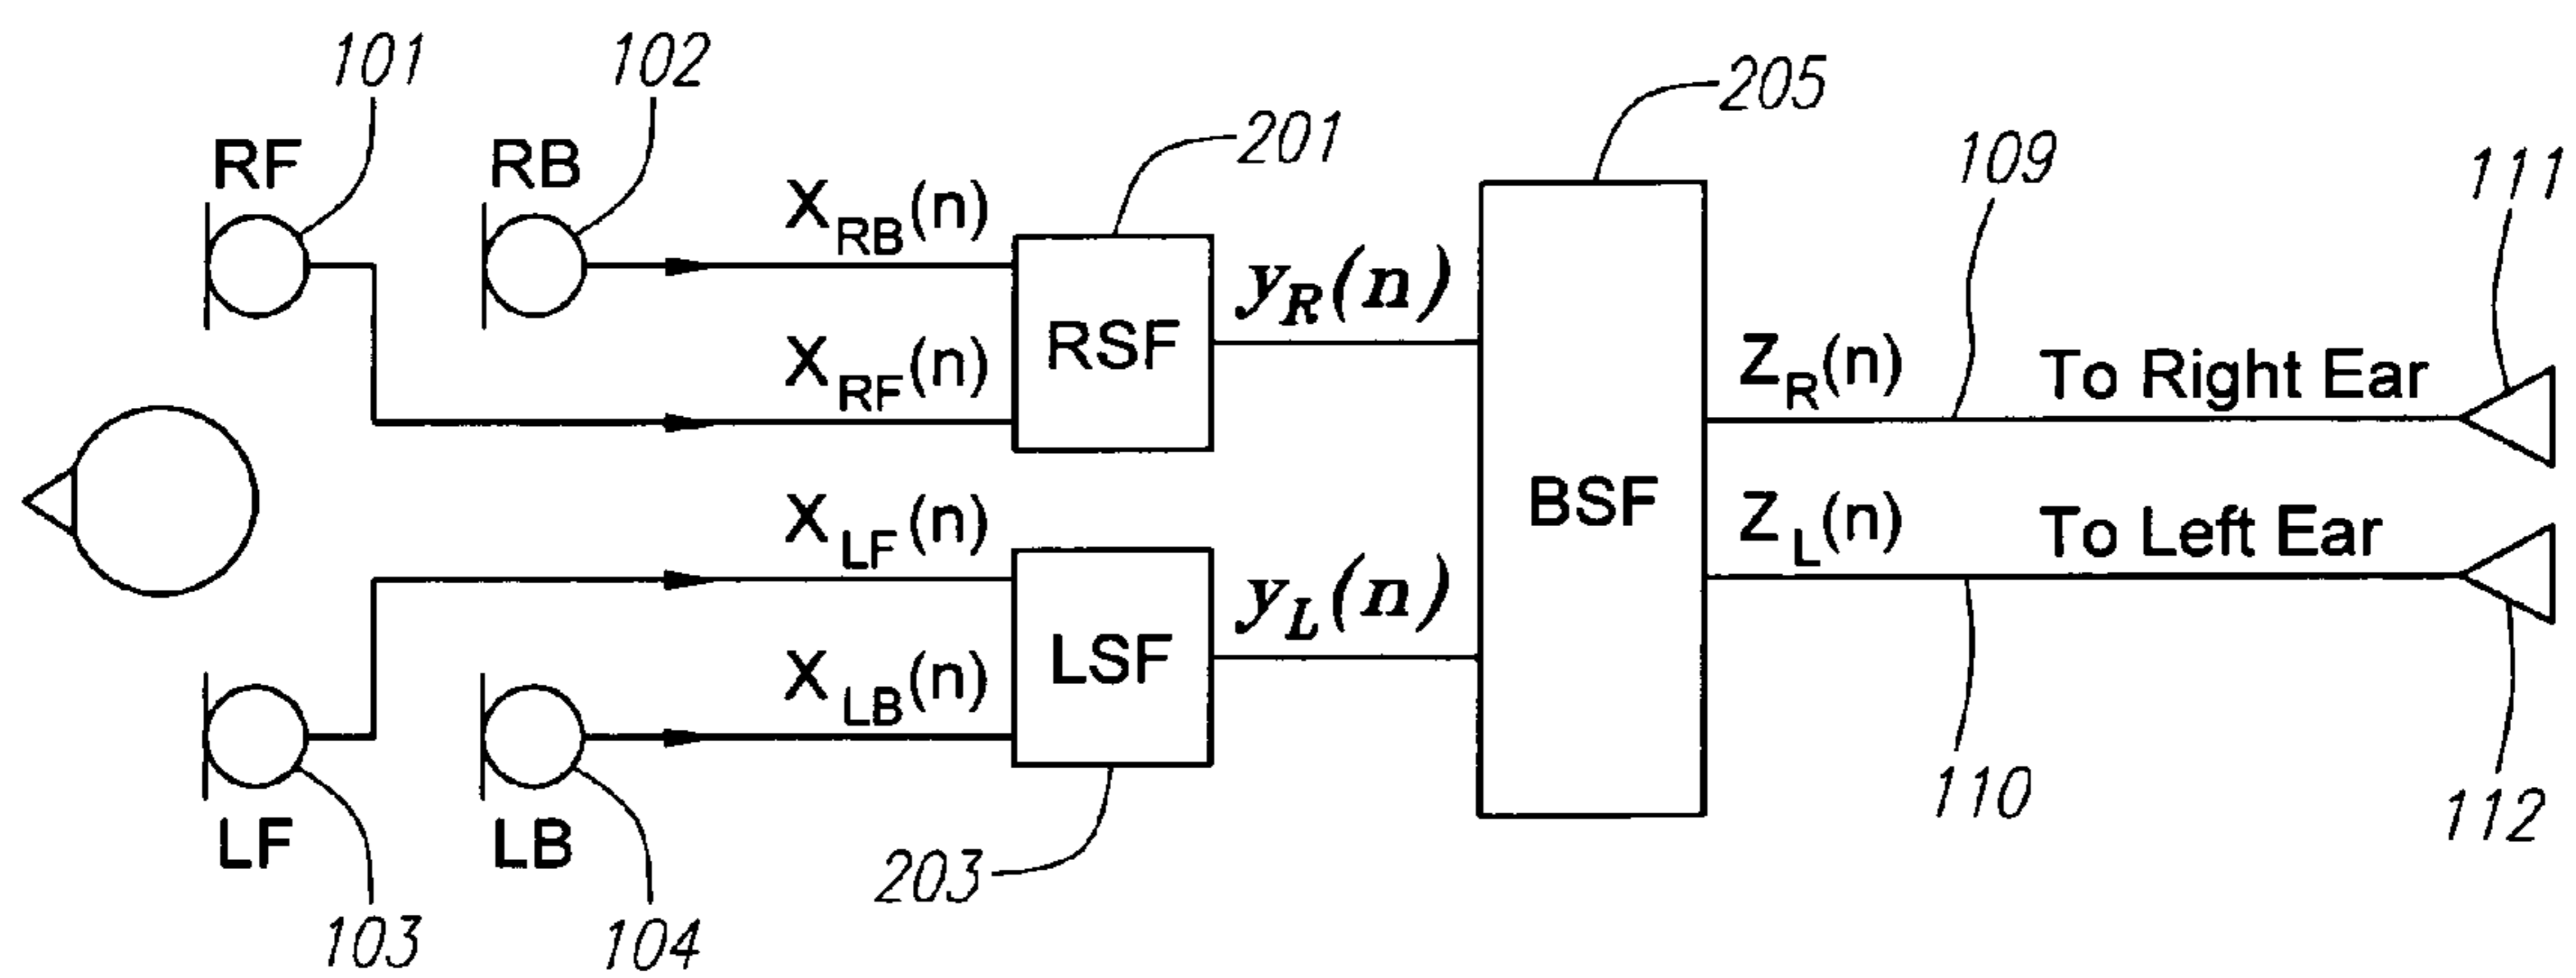 101
102
205
RF
RB
201
109
111
X_RB(n)
y_R(n)
RSF
X_RF(n)
Z_R(n)
To Right Ear
X_LF(n)
BSF
Z_L(n)
To Left Ear
y_L(n)
LSF
X_LB(n)
LF
LB
203
110
112
103
104